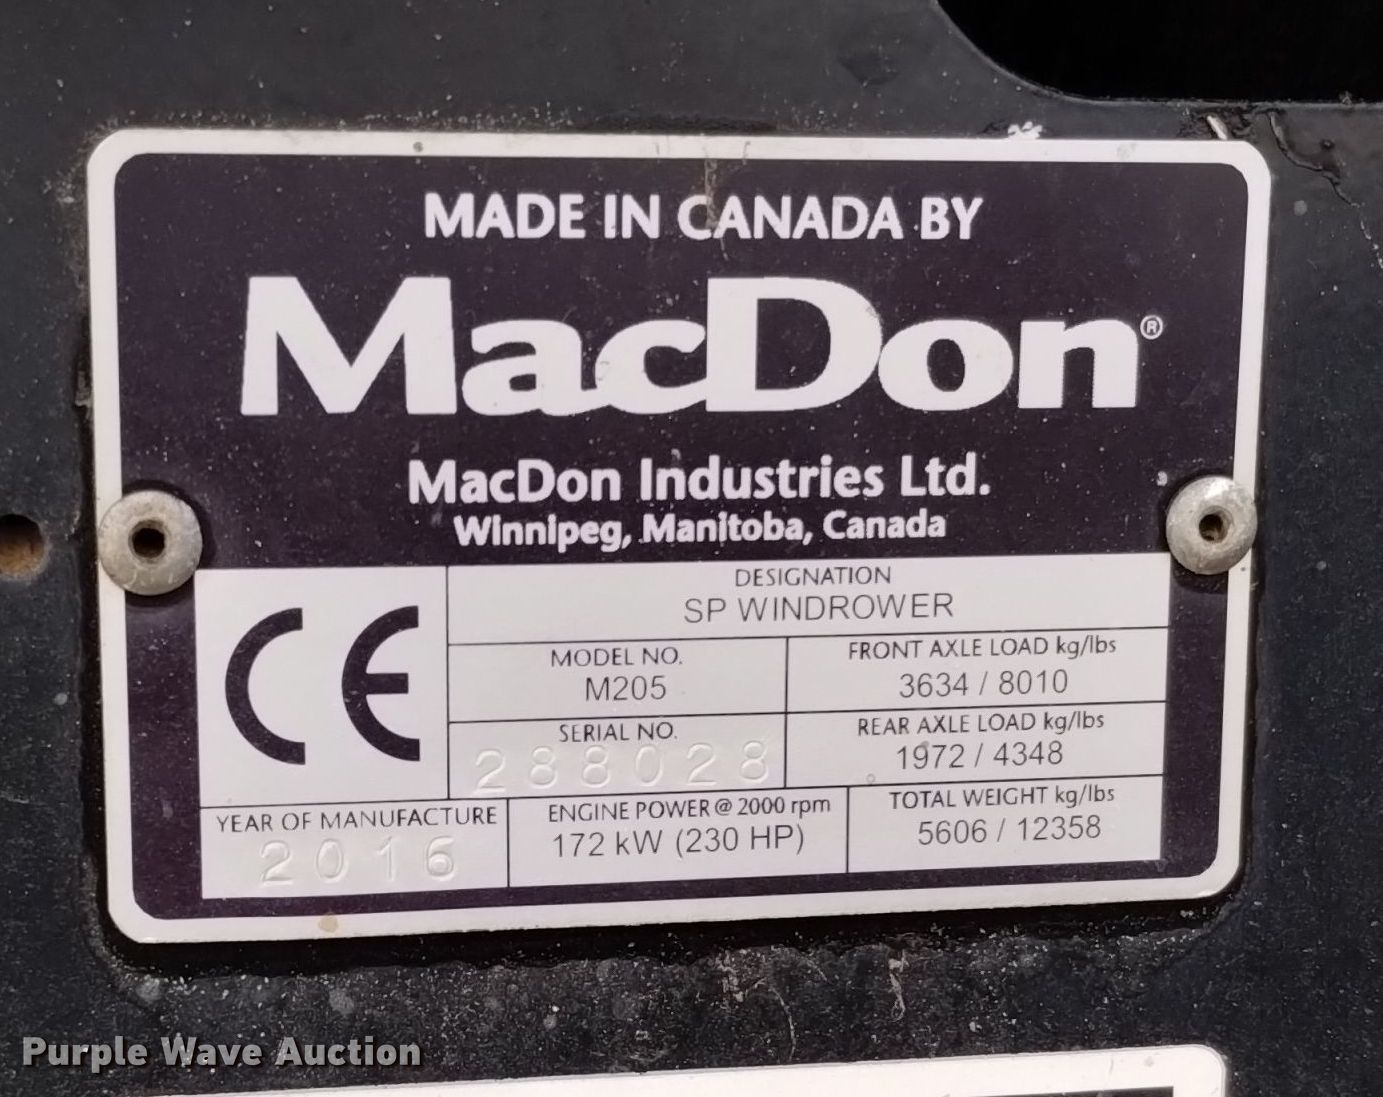 MADE IN CANADA BY
MacDon®
MacDon Industries Ltd.
Winnipeg, Manitoba, Canada
CE
DESIGNATION
SP WINDROWER
MODEL NO.
M205
FRONT AXLE LOAD kg/lbs
3634 / 8010
SERIAL NO.
288028
REAR AXLE LOAD kg/lbs
1972 / 4348
YEAR OF MANUFACTURE
2016
ENGINE POWER @ 2000 rpm
172 kW (230 HP)
TOTAL WEIGHT kg/lbs
5606 / 12358
Purple Wave Auction